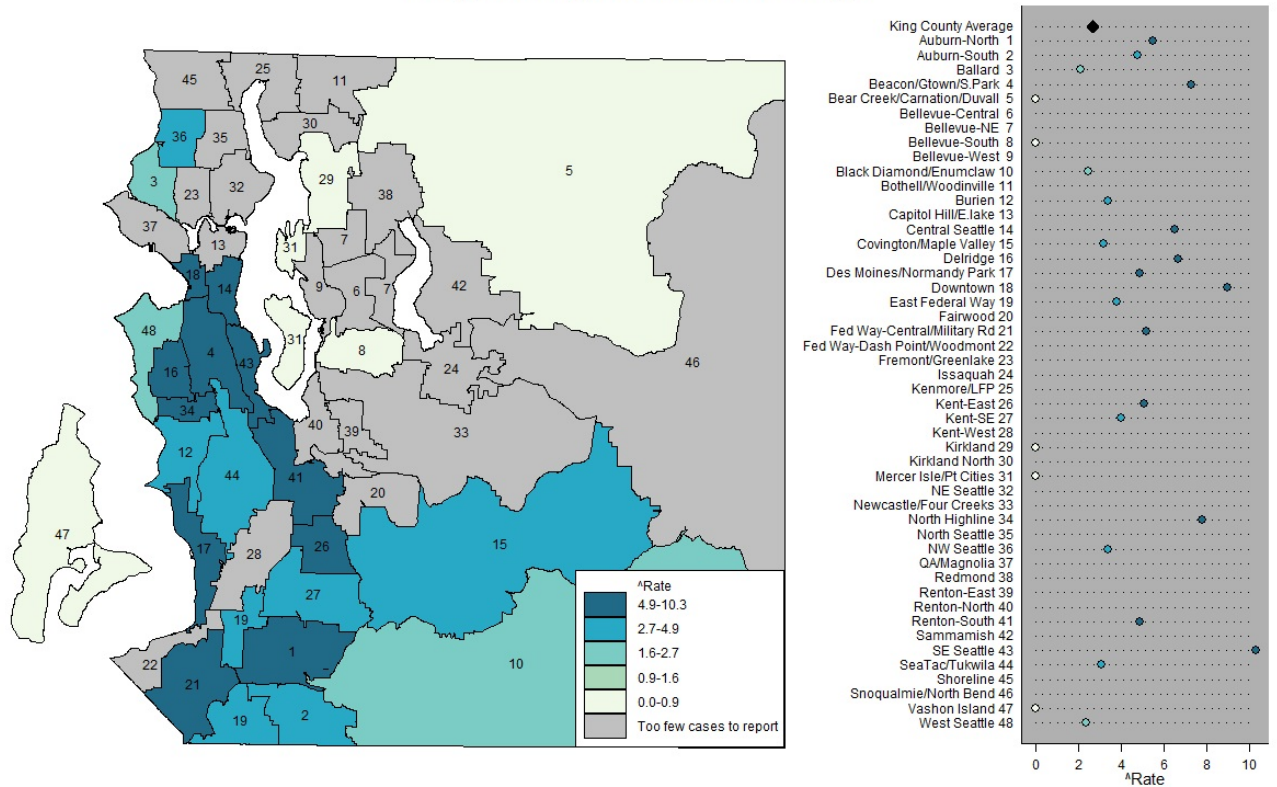 45
25
11
36
35
30
5
3
23
32
29
38
37
13
31
7
18
14
9
6
7
42
48
31
4
43
8
46
16
24
34
40
39
33
12
44
41
20
47
17
28
26
15
27
19
1
22
21
10
19
2
^Rate
4.9-10.3
2.7-4.9
1.6-2.7
0.9-1.6
0.0-0.9
Too few cases to report
King County Average
Auburn-North 1
Auburn-South 2
Ballard 3
Beacon/Gtown/S.Park 4
Bear Creek/Carnation/Duvall 5
Bellevue-Central 6
Bellevue-NE 7
Bellevue-South 8
Bellevue-West 9
Black Diamond/Enumclaw 10
Bothell/Woodinville 11
Burien 12
Capitol Hill/E.lake 13
Central Seattle 14
Covington/Maple Valley 15
Delridge 16
Des Moines/Normandy Park 17
Downtown 18
East Federal Way 19
Fairwood 20
Fed Way-Central/Military Rd 21
Fed Way-Dash Point/Woodmont 22
Fremont/Greenlake 23
Issaquah 24
Kenmore/LFP 25
Kent-East 26
Kent-SE 27
Kent-West 28
Kirkland 29
Kirkland North 30
Mercer Isle/Pt Cities 31
NE Seattle 32
Newcastle/Four Creeks 33
North Highline 34
North Seattle 35
NW Seattle 36
QA/Magnolia 37
Redmond 38
Renton-East 39
Renton-North 40
Renton-South 41
Sammamish 42
SE Seattle 43
SeaTac/Tukwila 44
Shoreline 45
Snoqualmie/North Bend 46
Vashon Island 47
West Seattle 48
0 2 4 6 8 10
^Rate